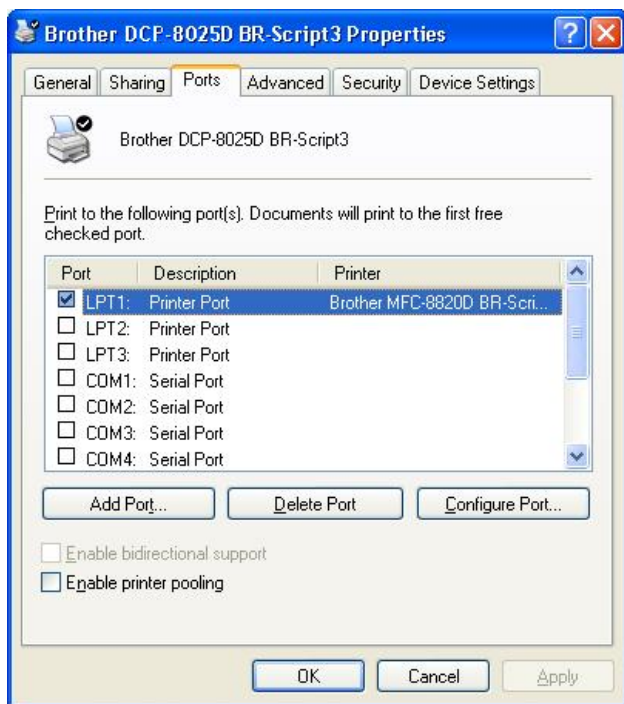 Brother DCP-8025D BR-Script3 Properties
General Sharing Ports Advanced Security Device Settings
Brother DCP-8025D BR-Script3
Print to the following port(s). Documents will print to the first free
checked port.
Port Description Printer
LPT1: Printer Port Brother MFC-8820D BR-Scri...
LPT2: Printer Port
LPT3: Printer Port
COM1: Serial Port
COM2: Serial Port
COM3: Serial Port
COM4: Serial Port
Add Port... Delete Port Configure Port...
Enable bidirectional support
Enable printer pooling
OK Cancel Apply